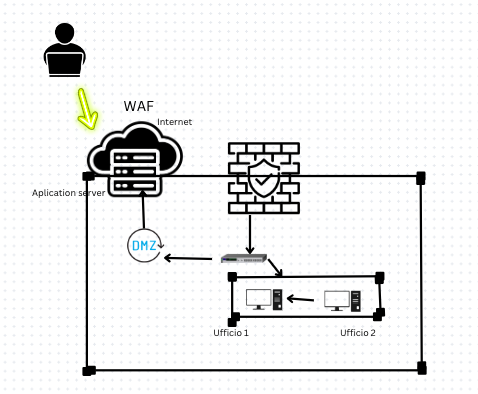 WAF
Internet
Aplication server
DMZ
Ufficio 1
Ufficio 2